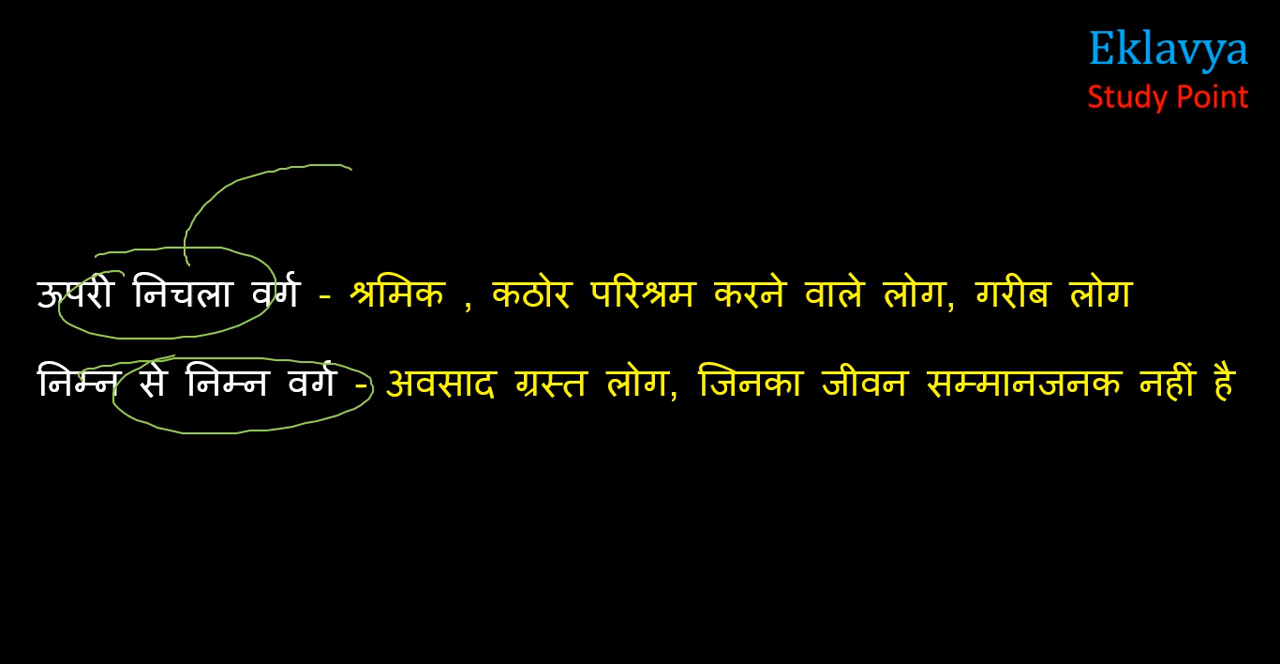 Eklavya
Study Point
ऊपरी निचला वर्ग - श्रमिक , कठोर परिश्रम करने वाले लोग, गरीब लोग
निम्न से निम्न वर्ग - अवसाद ग्रस्त लोग, जिनका जीवन सम्मानजनक नहीं है